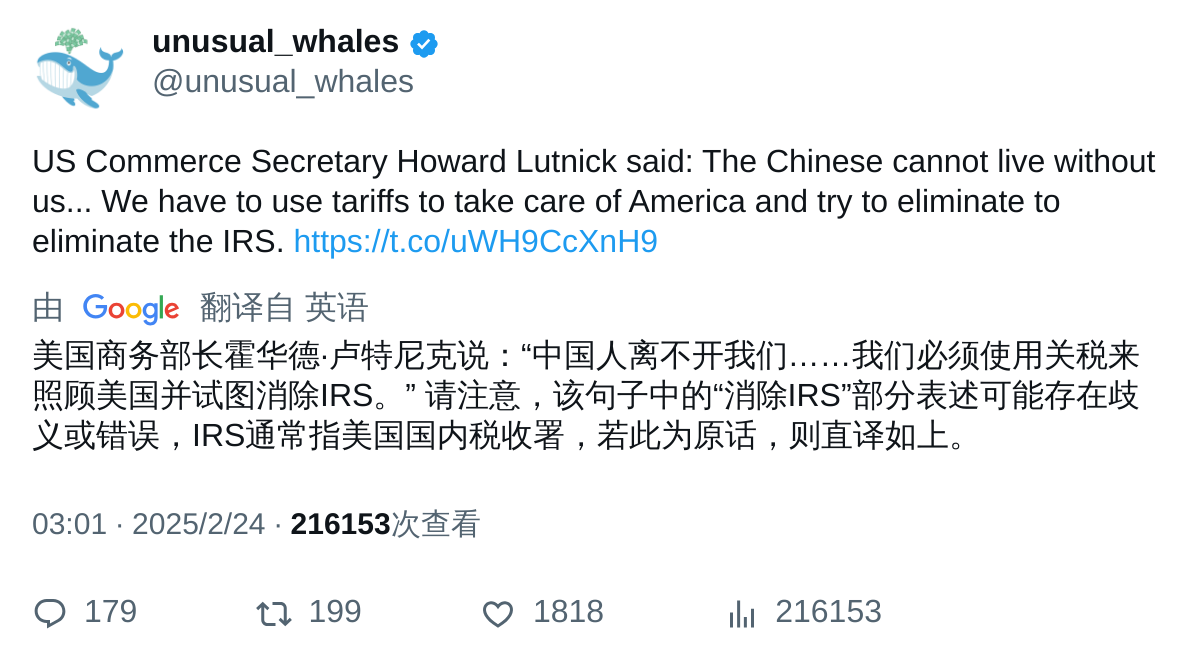 unusual_whales
@unusual_whales
US Commerce Secretary Howard Lutnick said: The Chinese cannot live without
us... We have to use tariffs to take care of America and try to eliminate to
eliminate the IRS. https://t.co/uWH9CcXnH9
由 Google 翻译自 英语
美国商务部长霍华德·卢特尼克说：“中国人离不开我们……我们必须使用关税来
照顾美国并试图消除IRS。” 请注意，该句子中的“消除IRS”部分表述可能存在歧
义或错误，IRS通常指美国国内税收署，若此为原话，则直译如上。
03:01 · 2025/2/24 · 216153次查看
179 199 1818 216153